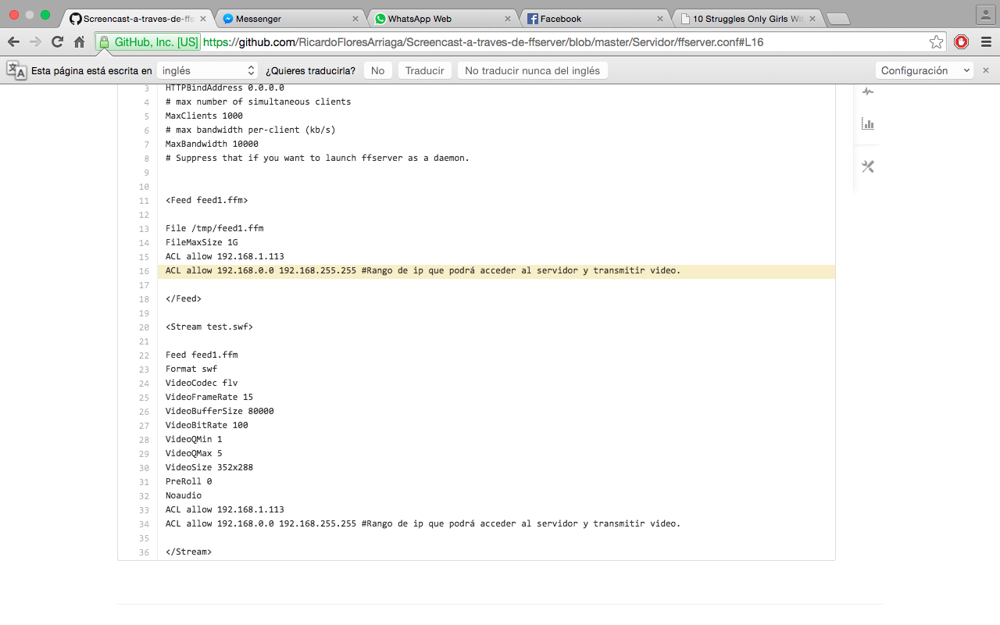 Screencast-a-traves-de-ffs
Messenger
WhatsApp Web
Facebook
10 Struggles Only Girls Wit
GitHub, Inc. [US] https://github.com/RicardoFloresArriaga/Screencast-a-traves-de-ffserver/blob/master/Servidor/ffserver.conf#L16
Esta página está escrita en inglés ¿Quieres traducirla? No Traducir No traducir nunca del inglés Configuración
3 HTTPBindAddress 0.0.0.0
4 # max number of simultaneous clients
5 MaxClients 1000
6 # max bandwidth per-client (kb/s)
7 MaxBandwidth 10000
8 # Suppress that if you want to launch ffserver as a daemon.
9
10
11 <Feed feed1.ffm>
12
13 File /tmp/feed1.ffm
14 FileMaxSize 1G
15 ACL allow 192.168.1.113
16 ACL allow 192.168.0.0 192.168.255.255 #Rango de ip que podrá acceder al servidor y transmitir video.
17
18 </Feed>
19
20 <Stream test.swf>
21
22 Feed feed1.ffm
23 Format swf
24 VideoCodec flv
25 VideoFrameRate 15
26 VideoBufferSize 80000
27 VideoBitRate 100
28 VideoQMin 1
29 VideoQMax 5
30 VideoSize 352x288
31 PreRoll 0
32 Noaudio
33 ACL allow 192.168.1.113
34 ACL allow 192.168.0.0 192.168.255.255 #Rango de ip que podrá acceder al servidor y transmitir video.
35
36 </Stream>